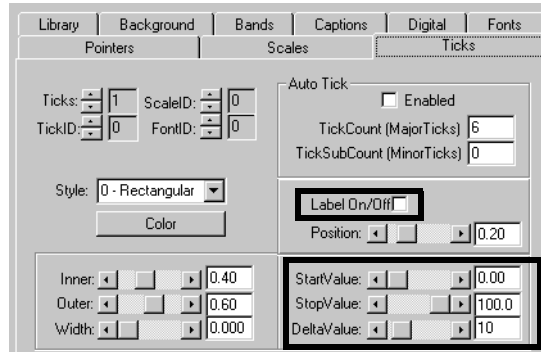 Library Background Bands Captions Digital Fonts
Pointers Scales Ticks
Ticks: 1 ScaleID: 0
TickID: 0 FontID: 0
Auto Tick
Enabled
TickCount (MajorTicks) 6
TickSubCount (MinorTicks) 0
Style: 0 - Rectangular
Color
Label On/Off
Position: 0.20
Inner: 0.40
Outer: 0.60
Width: 0.000
StartValue: 0.00
StopValue: 100.0
DeltaValue: 10